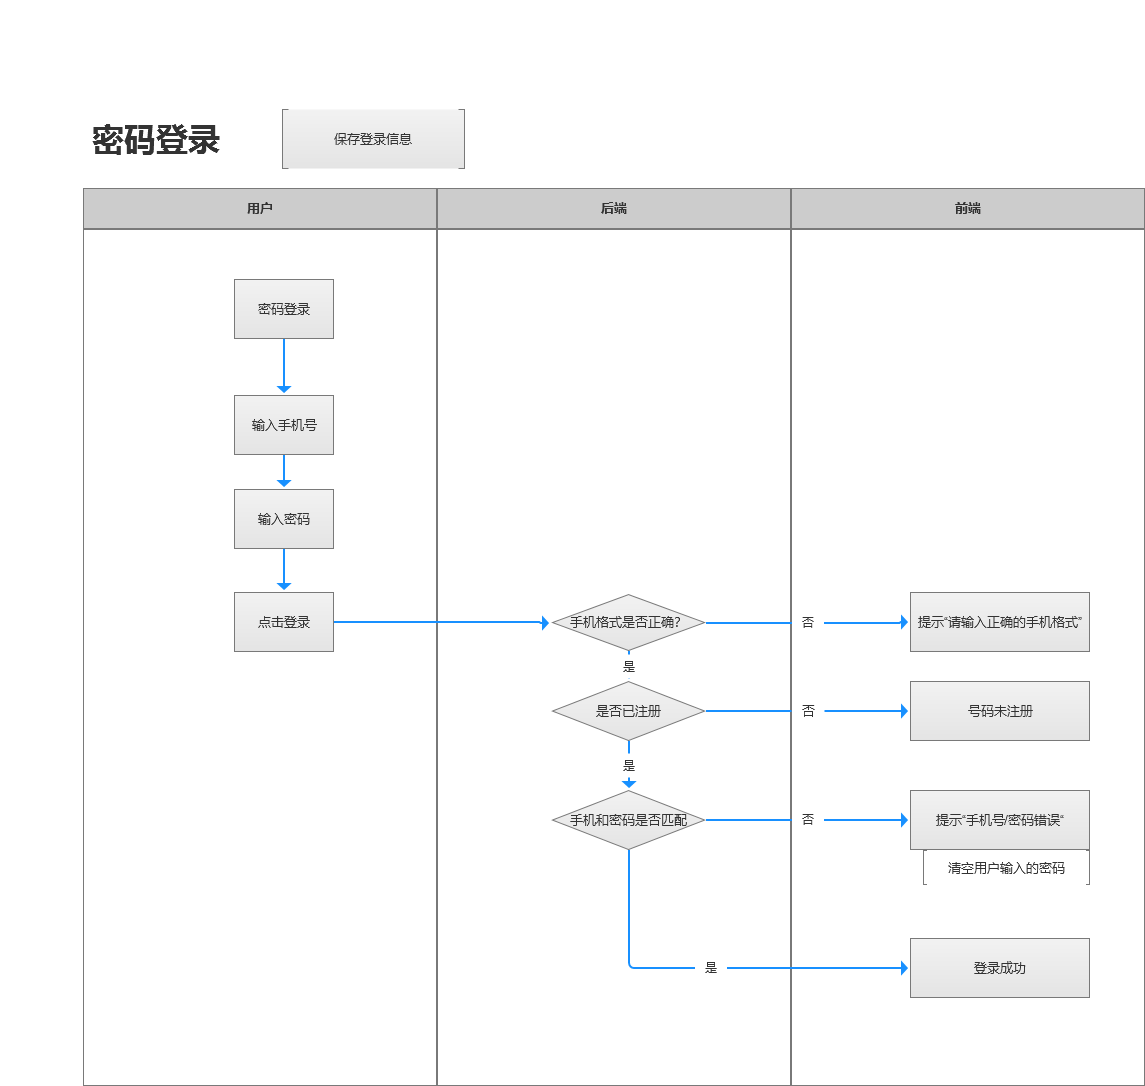 密码登录
保存登录信息
用户
后端
前端
密码登录
输入手机号
输入密码
点击登录
手机格式是否正确?
否
提示“请输入正确的手机格式”
是
是否已注册
否
号码未注册
是
手机和密码是否匹配
否
提示“手机号/密码错误“
清空用户输入的密码
是
登录成功